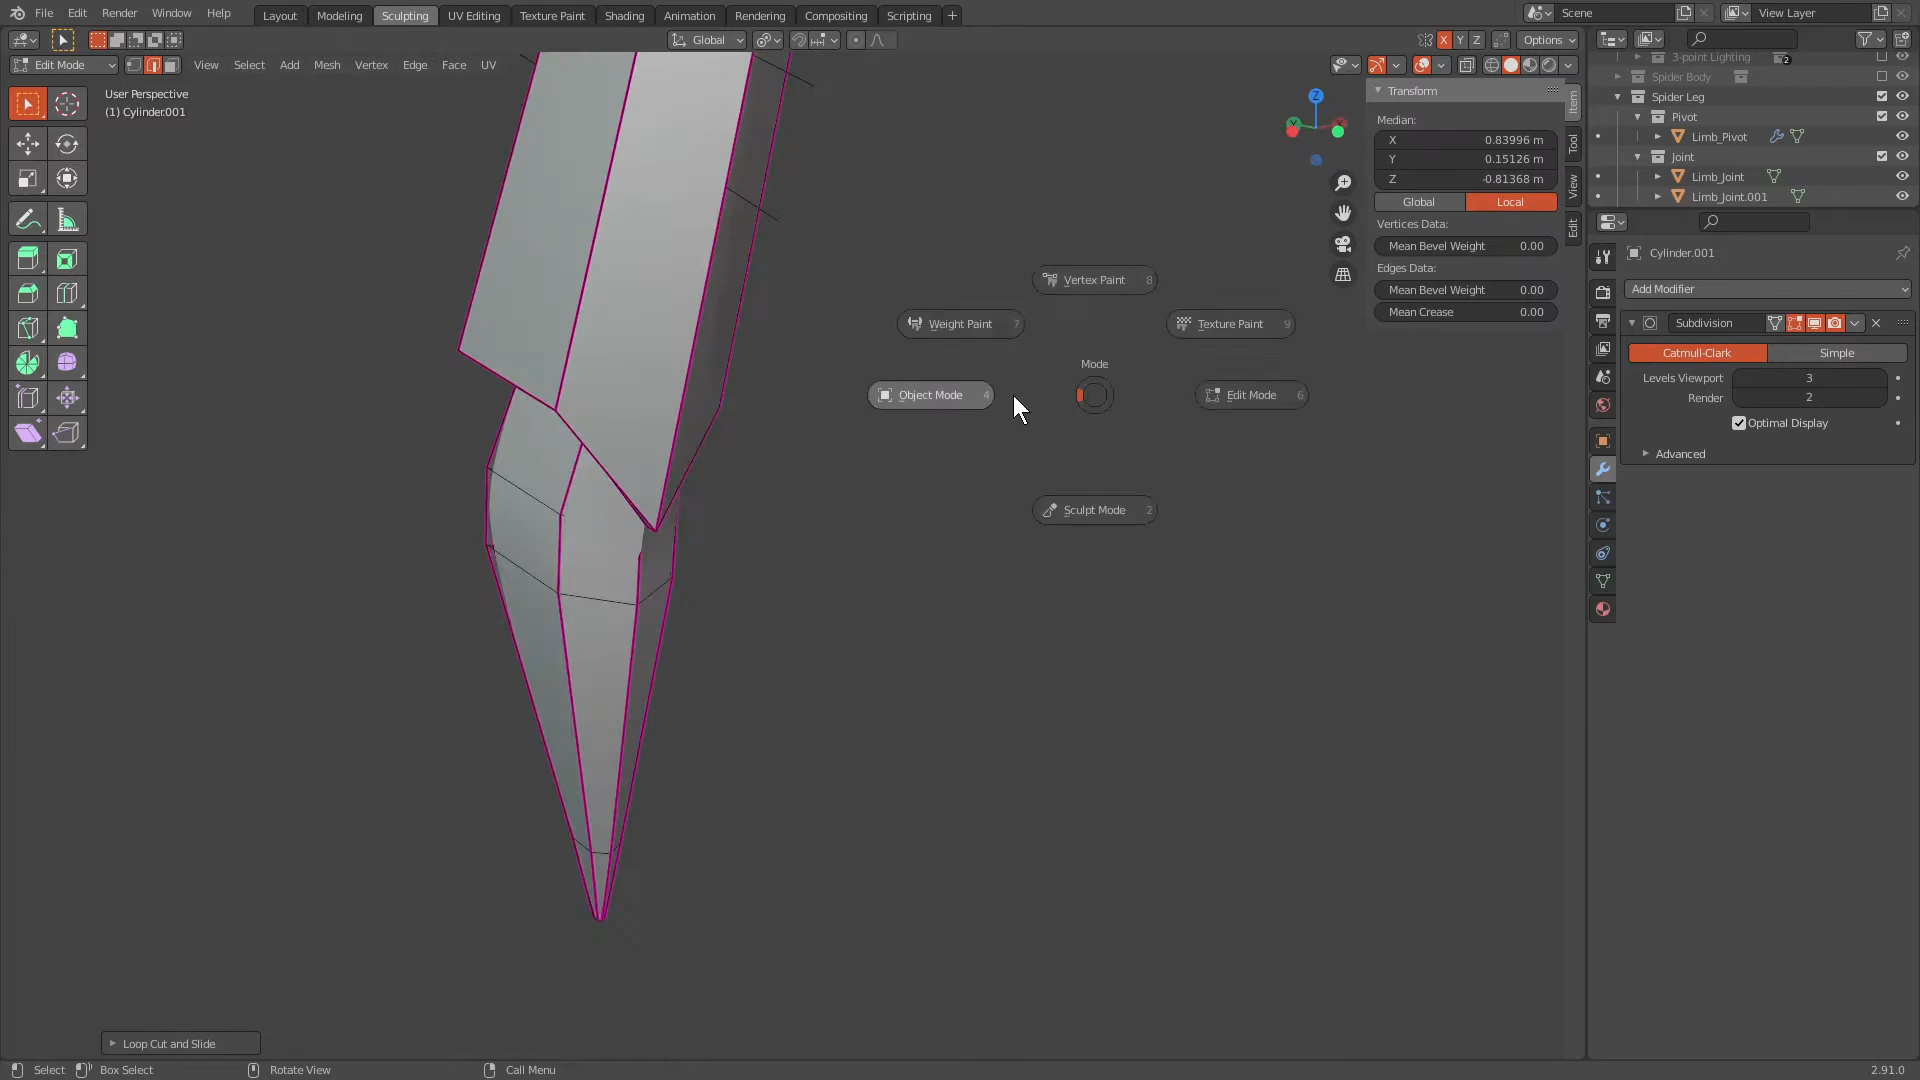 File Edit Render Window Help
Layout Modeling Sculpting UV Editing Texture Paint Shading Animation Rendering Compositing Scripting +
Scene
View Layer
Global
X Y Z Options
Edit Mode View Select Add Mesh Vertex Edge Face UV
User Perspective
(1) Cylinder.001
Z
Y
Transform
Median:
X 0.83996 m
Y 0.15126 m
Z -0.81368 m
Global Local
Vertices Data:
Mean Bevel Weight 0.00
Edges Data:
Mean Bevel Weight 0.00
Mean Crease 0.00
Item
Tool
View
Edit
Vertex Paint 8
Weight Paint 7
Texture Paint 9
Mode
Object Mode 4
Edit Mode 6
Sculpt Mode 2
3-point Lighting 2
Spider Body
Spider Leg
Pivot
Limb_Pivot
Joint
Limb_Joint
Limb_Joint.001
Cylinder.001
Add Modifier
Subdivision
Catmull-Clark Simple
Levels Viewport 3
Render 2
Optimal Display
Advanced
Loop Cut and Slide
Select Box Select Rotate View Call Menu 2.91.0